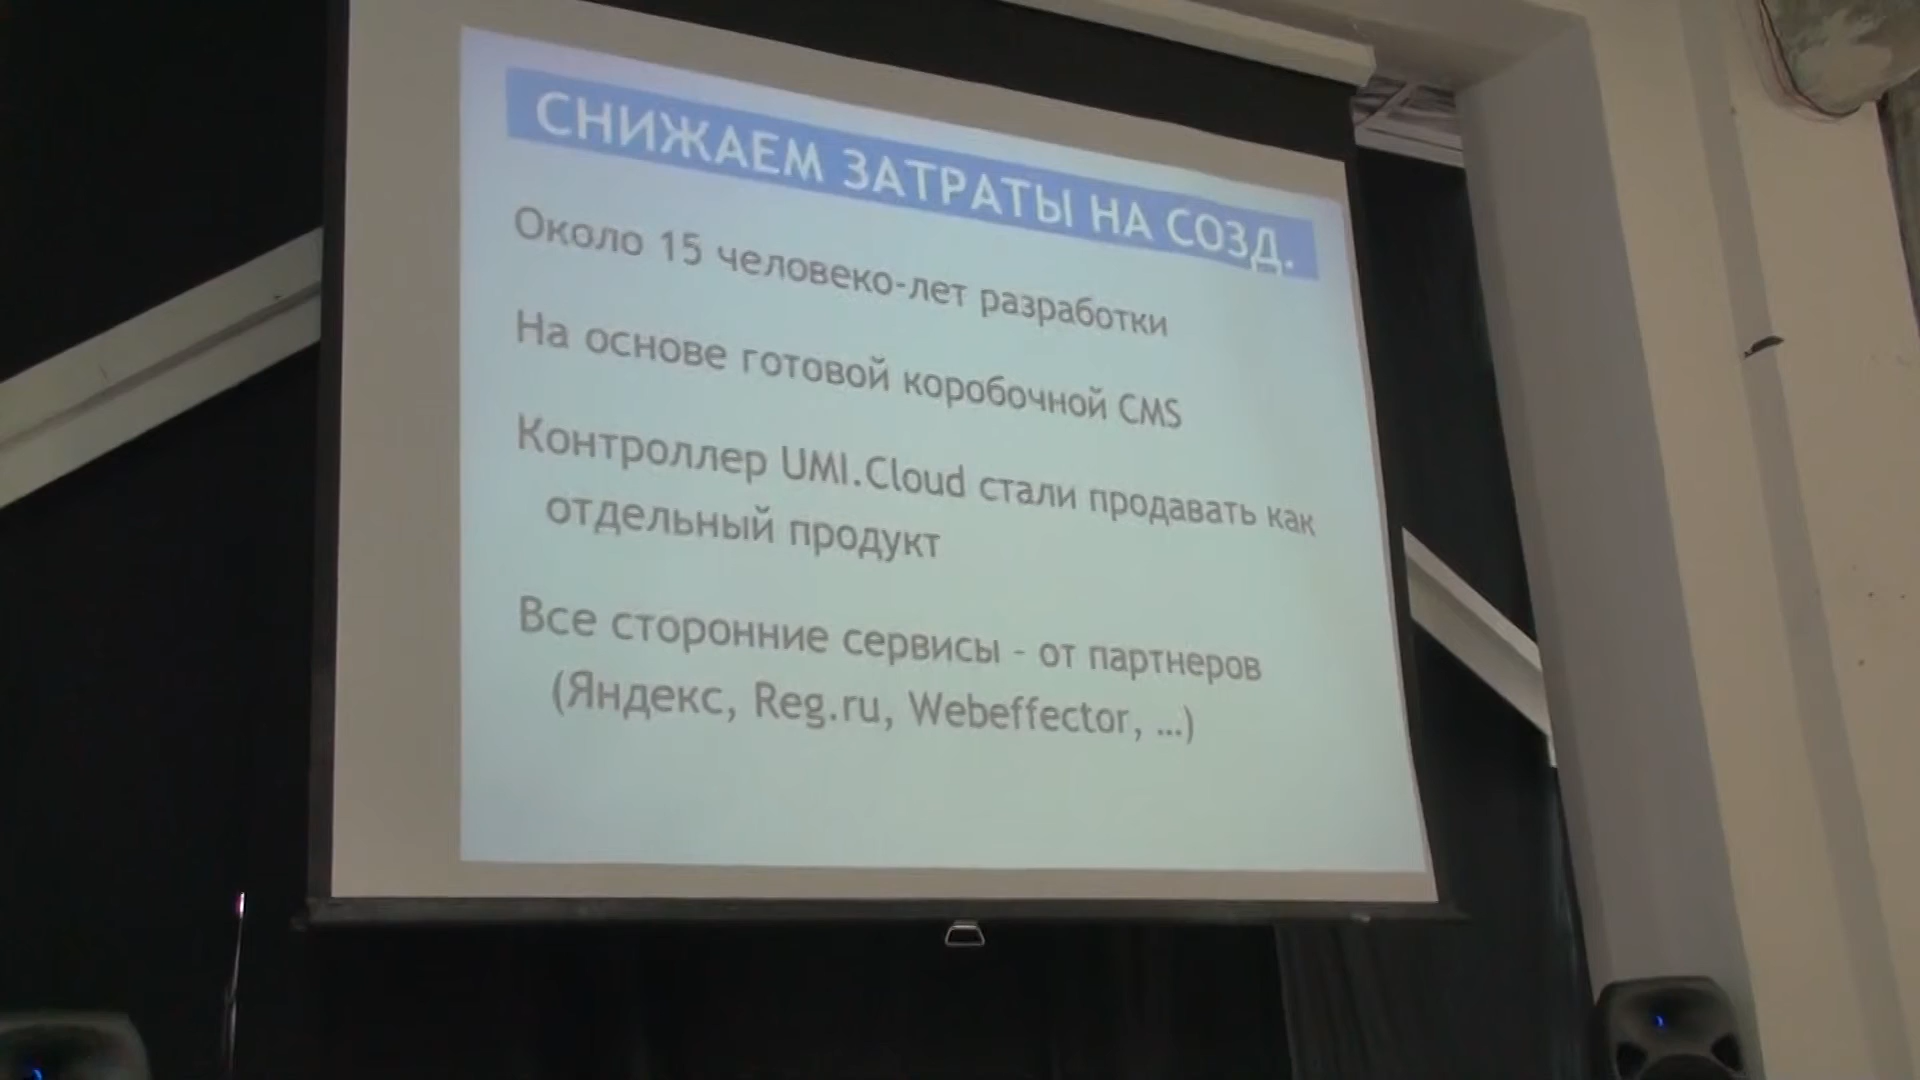 СНИЖАЕМ ЗАТРАТЫ НА СОЗД.
Около 15 человеко-лет разработки
На основе готовой коробочной CMS
Контроллер UMI.Cloud стали продавать как
отдельный продукт
Все сторонние сервисы - от партнеров
(Яндекс, Reg.ru, Webeffector, ...)